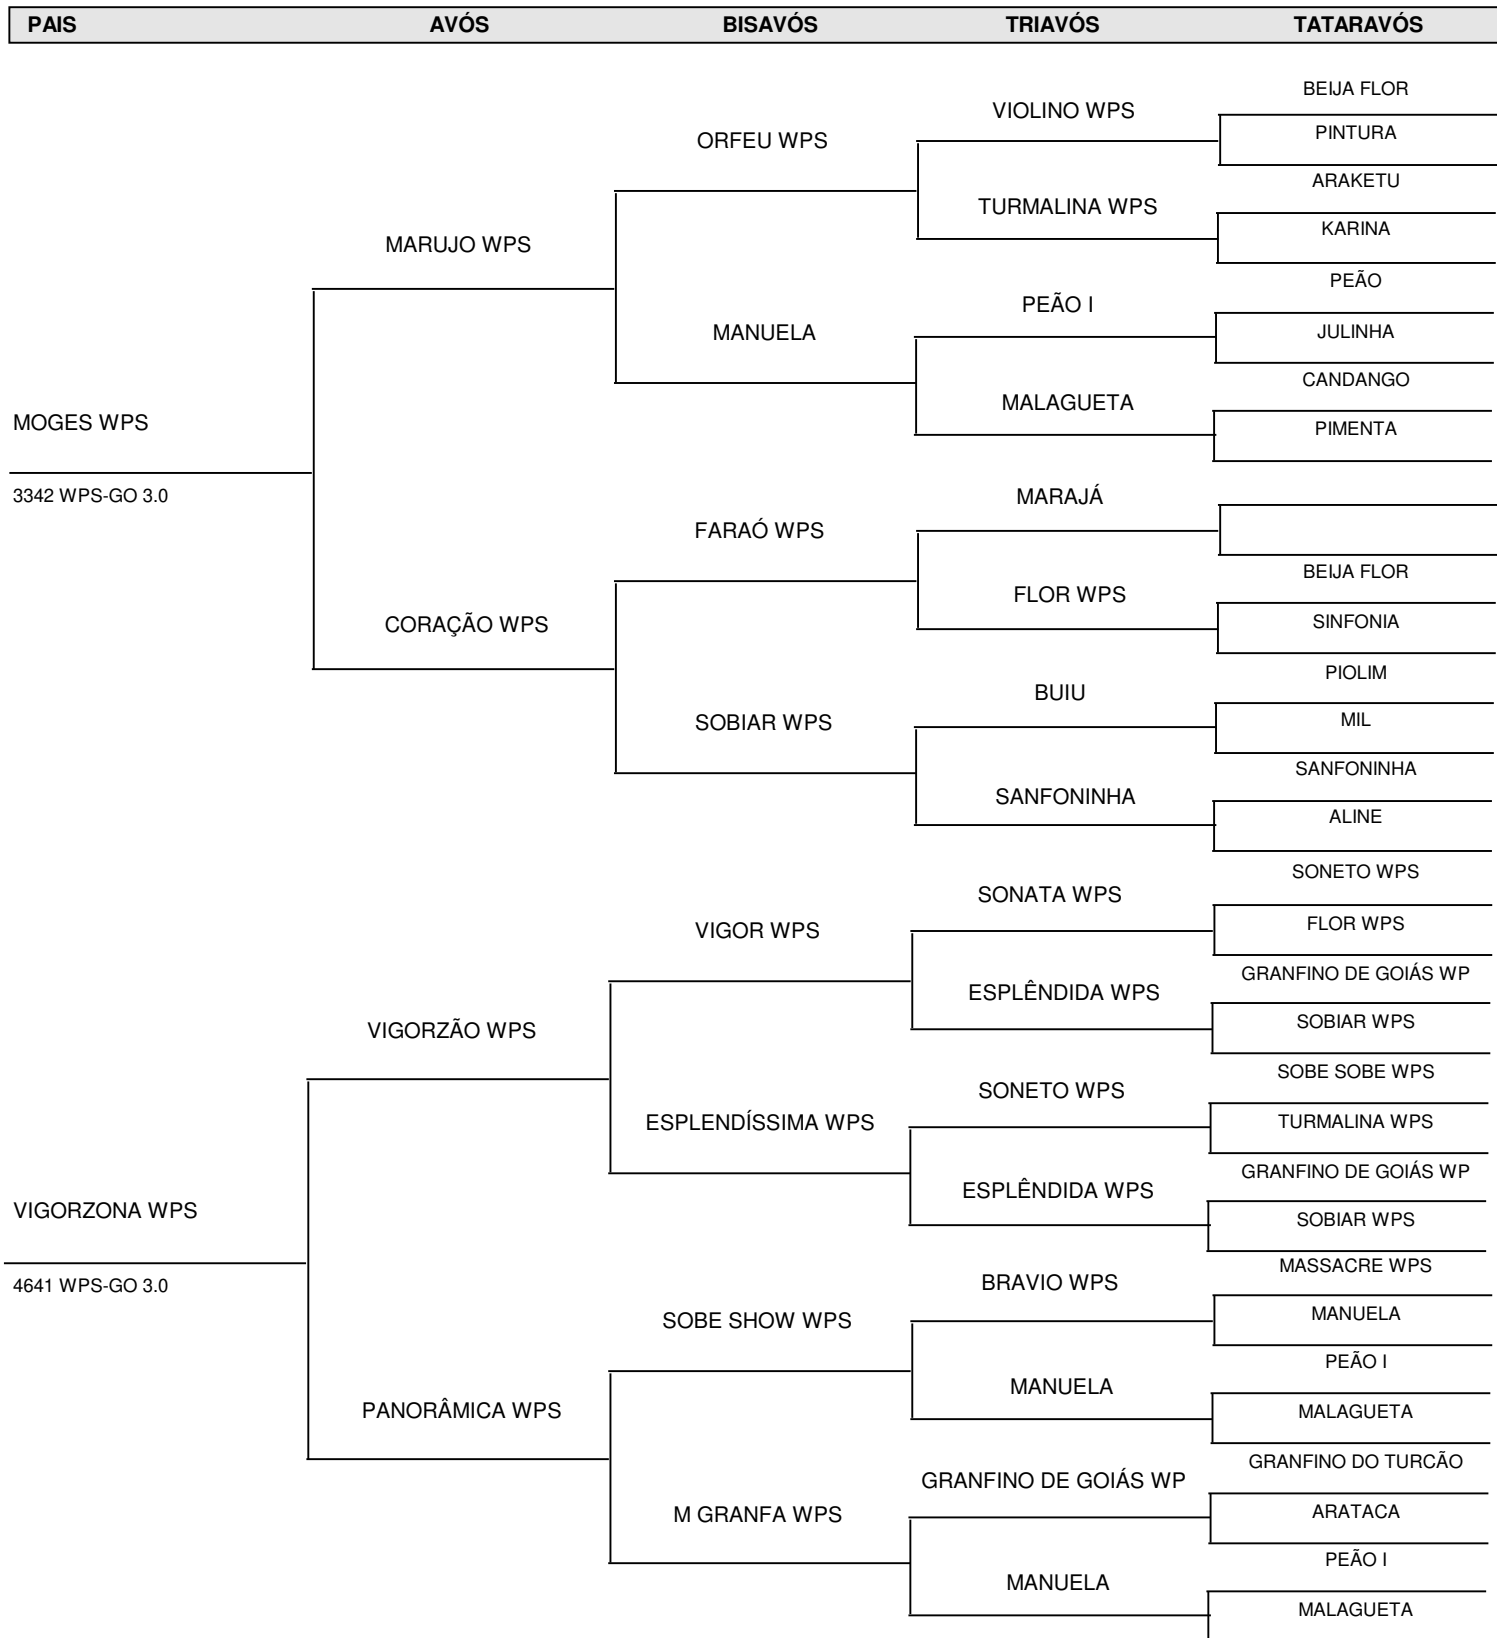 PAIS AVÓS BISAVÓS TRIAVÓS TATARAVÓS
BEIJA FLOR
VIOLINO WPS
PINTURA
ORFEU WPS
ARAKETU
TURMALINA WPS
KARINA
MARUJO WPS
PEÃO
PEÃO I
JULINHA
MANUELA
CANDANGO
MALAGUETA
PIMENTA
MOGES WPS
3342 WPS-GO 3.0
MARAJÁ
FARAÓ WPS
BEIJA FLOR
FLOR WPS
SINFONIA
CORAÇÃO WPS
PIOLIM
BUIU
MIL
SOBIAR WPS
SANFONINHA
SANFONINHA
ALINE
SONETO WPS
SONATA WPS
FLOR WPS
VIGOR WPS
GRANFINO DE GOIÁS WP
ESPLÊNDIDA WPS
SOBIAR WPS
VIGORZÃO WPS
SOBE SOBE WPS
SONETO WPS
TURMALINA WPS
ESPLENDÍSSIMA WPS
GRANFINO DE GOIÁS WP
ESPLÊNDIDA WPS
SOBIAR WPS
VIGORZONA WPS
4641 WPS-GO 3.0
MASSACRE WPS
BRAVIO WPS
MANUELA
SOBE SHOW WPS
PEÃO I
MANUELA
MALAGUETA
PANORÂMICA WPS
GRANFINO DO TURCÃO
GRANFINO DE GOIÁS WP
ARATACA
M GRANFA WPS
PEÃO I
MANUELA
MALAGUETA